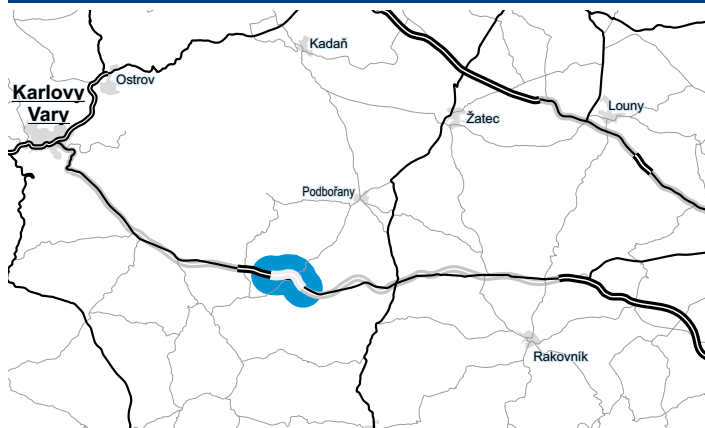 Kadaň
Ostrov
Karlovy
Vary
Louny
Žatec
Podbořany
Rakovník